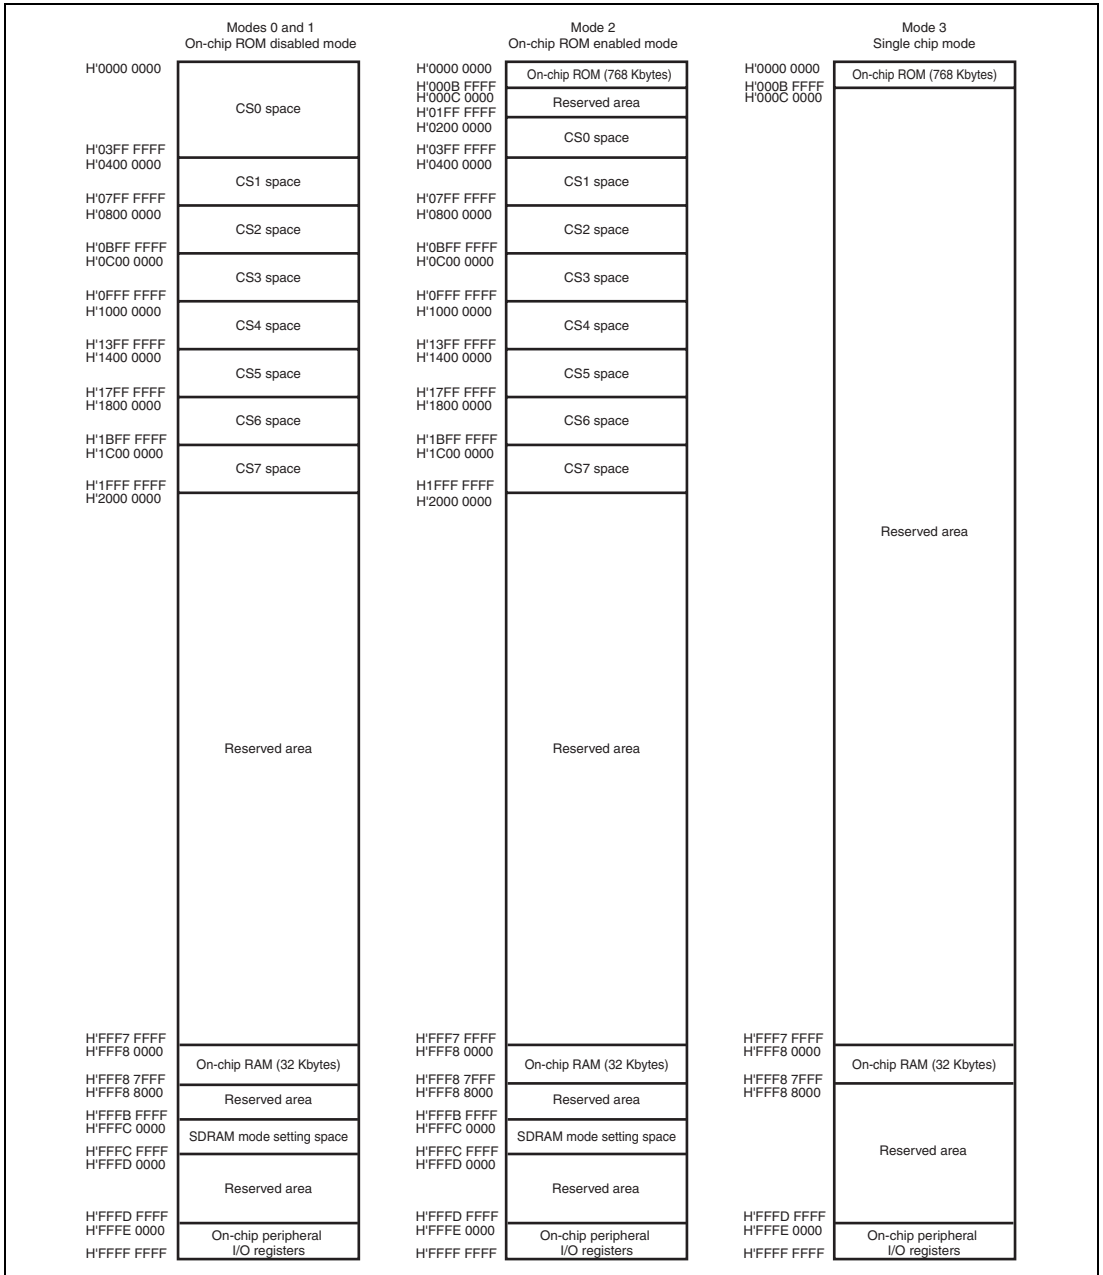 Modes 0 and 1
On-chip ROM disabled mode
H'0000 0000
CS0 space
H'03FF FFFF
H'0400 0000
CS1 space
H'07FF FFFF
H'0800 0000
CS2 space
H'0BFF FFFF
H'0C00 0000
CS3 space
H'0FFF FFFF
H'1000 0000
CS4 space
H'13FF FFFF
H'1400 0000
CS5 space
H'17FF FFFF
H'1800 0000
CS6 space
H'1BFF FFFF
H'1C00 0000
CS7 space
H'1FFF FFFF
H'2000 0000
Reserved area
H'FFF7 FFFF
H'FFF8 0000
On-chip RAM (32 Kbytes)
H'FFF8 7FFF
H'FFF8 8000
Reserved area
H'FFFB FFFF
H'FFFC 0000
SDRAM mode setting space
H'FFFC FFFF
H'FFFD 0000
Reserved area
H'FFFD FFFF
H'FFFE 0000
On-chip peripheral
I/O registers
H'FFFF FFFF
Mode 2
On-chip ROM enabled mode
H'0000 0000
On-chip ROM (768 Kbytes)
H'000B FFFF
H'000C 0000
Reserved area
H'01FF FFFF
H'0200 0000
CS0 space
H'03FF FFFF
H'0400 0000
CS1 space
H'07FF FFFF
H'0800 0000
CS2 space
H'0BFF FFFF
H'0C00 0000
CS3 space
H'0FFF FFFF
H'1000 0000
CS4 space
H'13FF FFFF
H'1400 0000
CS5 space
H'17FF FFFF
H'1800 0000
CS6 space
H'1BFF FFFF
H'1C00 0000
CS7 space
H1FFF FFFF
H'2000 0000
Reserved area
H'FFF7 FFFF
H'FFF8 0000
On-chip RAM (32 Kbytes)
H'FFF8 7FFF
H'FFF8 8000
Reserved area
H'FFFB FFFF
H'FFFC 0000
SDRAM mode setting space
H'FFFC FFFF
H'FFFD 0000
Reserved area
H'FFFD FFFF
H'FFFE 0000
On-chip peripheral
I/O registers
H'FFFF FFFF
Mode 3
Single chip mode
H'0000 0000
On-chip ROM (768 Kbytes)
H'000B FFFF
H'000C 0000
Reserved area
H'FFF7 FFFF
H'FFF8 0000
On-chip RAM (32 Kbytes)
H'FFF8 7FFF
H'FFF8 8000
Reserved area
H'FFFD FFFF
H'FFFE 0000
On-chip peripheral
I/O registers
H'FFFF FFFF